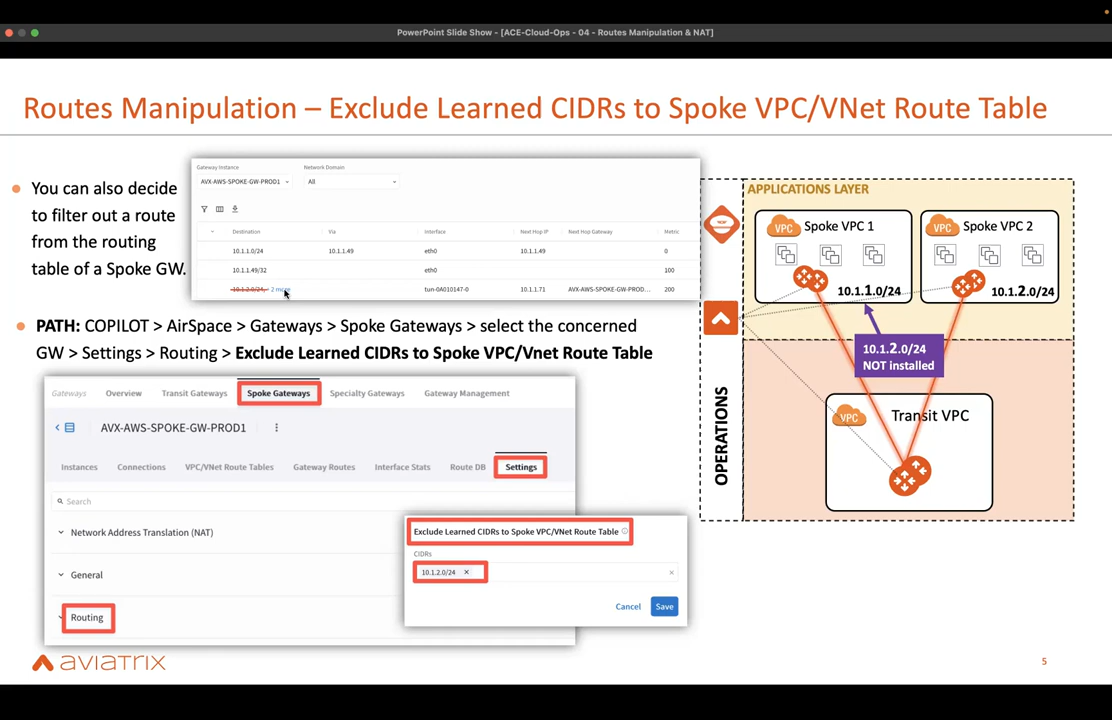 PowerPoint Slide Show - [ACE-Cloud-Ops - 04 - Routes Manipulation & NAT]
Routes Manipulation – Exclude Learned CIDRs to Spoke VPC/VNet Route Table
You can also decide
to filter out a route
from the routing
table of a Spoke GW.
Gateway Instance
Network Domain
AVX-AWS-SPOKE-GW-PROD1
All
Destination Via Interface Next Hop IP Next Hop Gateway Metric
10.1.1.0/24 10.1.1.49 eth0 10.1.1.49 0
10.1.1.49/32 eth0 100
10.1.2.0/24, 2 more tun-0A010147-0 10.1.1.71 AVX-AWS-SPOKE-GW-PROD... 200
PATH: COPILOT > AirSpace > Gateways > Spoke Gateways > select the concerned
GW > Settings > Routing > Exclude Learned CIDRs to Spoke VPC/Vnet Route Table
Gateways Overview Transit Gateways Spoke Gateways Specialty Gateways Gateway Management
AVX-AWS-SPOKE-GW-PROD1
Instances Connections VPC/VNet Route Tables Gateway Routes Interface Stats Route DB Settings
Search
Network Address Translation (NAT)
General
Routing
Exclude Learned CIDRs to Spoke VPC/VNet Route Table
CIDRs
10.1.2.0/24
Cancel Save
APPLICATIONS LAYER
VPC Spoke VPC 1
10.1.1.0/24
VPC Spoke VPC 2
10.1.2.0/24
10.1.2.0/24
NOT installed
OPERATIONS
VPC Transit VPC
AVIATRIX
5